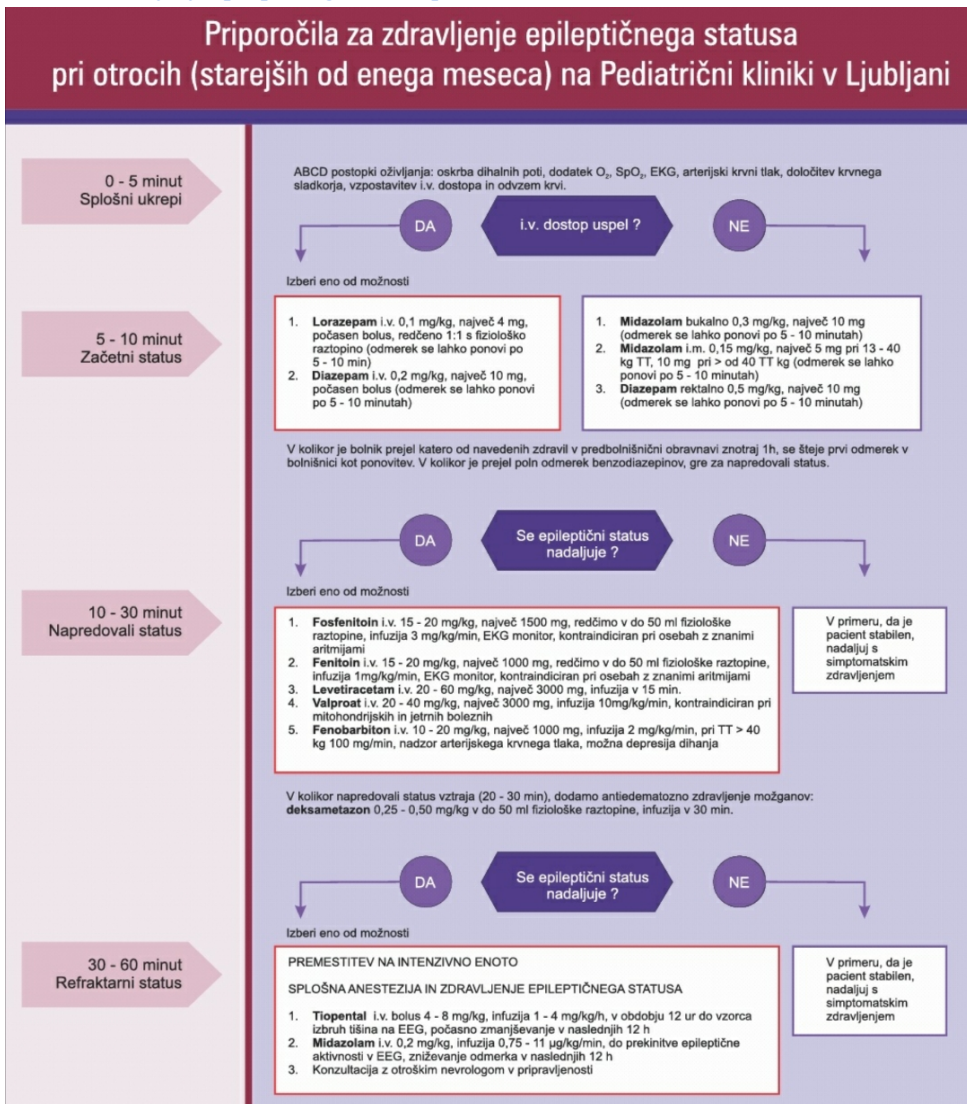 Priporočila za zdravljenje epileptičnega statusa
pri otrocih (starejših od enega meseca) na Pediatrični kliniki v Ljubljani
0 - 5 minut
Splošni ukrepi
ABCD postopki oživljanja: oskrba dihalnih poti, dodatek O₂, SpO₂, EKG, arterijski krvni tlak, določitev krvnega
sladkorja, vzpostavitev i.v. dostopa in odvzem krvi.
DA
i.v. dostop uspel ?
NE
Izberi eno od možnosti
5 - 10 minut
Začetni status
1. Lorazepam i.v. 0,1 mg/kg, največ 4 mg,
počasen bolus, redčeno 1:1 s fiziološko
raztopino (odmerek se lahko ponovi po
5 - 10 min)
2. Diazepam i.v. 0,2 mg/kg, največ 10 mg,
počasen bolus (odmerek se lahko ponovi
po 5 - 10 minutah)
1. Midazolam bukalno 0,3 mg/kg, največ 10 mg
(odmerek se lahko ponovi po 5 - 10 minutah)
2. Midazolam i.m. 0,15 mg/kg, največ 5 mg pri 13 - 40
kg TT, 10 mg pri > od 40 TT kg (odmerek se lahko
ponovi po 5 - 10 minutah)
3. Diazepam rektalno 0,5 mg/kg, največ 10 mg
(odmerek se lahko ponovi po 5 - 10 minutah)
V kolikor je bolnik prejel katero od navedenih zdravil v predbolnišnični obravnavi znotraj 1h, se šteje prvi odmerek v
bolnišnici kot ponovitev. V kolikor je prejel poln odmerek benzodiazepinov, gre za napredovali status.
DA
Se epileptični status
nadaljuje ?
NE
Izberi eno od možnosti
10 - 30 minut
Napredovali status
1. Fosfenitoin i.v. 15 - 20 mg/kg, največ 1500 mg, redčimo v do 50 ml fiziološke
raztopine, infuzija 3 mg/kg/min, EKG monitor, kontraindiciran pri osebah z znanimi
aritmijami
2. Fenitoin i.v. 15 - 20 mg/kg, največ 1000 mg, redčimo v do 50 ml fiziološke raztopine,
infuzija 1mg/kg/min, EKG monitor, kontraindiciran pri osebah z znanimi aritmijami
3. Levetiracetam i.v. 20 - 60 mg/kg, največ 3000 mg, infuzija v 15 min.
4. Valproat i.v. 20 - 40 mg/kg, največ 3000 mg, infuzija 10mg/kg/min, kontraindiciran pri
mitohondrijskih in jetrnih boleznih
5. Fenobarbiton i.v. 10 - 20 mg/kg, največ 1000 mg, infuzija 2 mg/kg/min, pri TT > 40
kg 100 mg/min, nadzor arterijskega krvnega tlaka, možna depresija dihanja
V primeru, da je
pacient stabilen,
nadaljuj s
simptomatskim
zdravljenjem
V kolikor napredovali status vztraja (20 - 30 min), dodamo antiedematozno zdravljenje možganov:
deksametazon 0,25 - 0,50 mg/kg v do 50 ml fiziološke raztopine, infuzija v 30 min.
DA
Se epileptični status
nadaljuje ?
NE
Izberi eno od možnosti
30 - 60 minut
Refraktarni status
PREMESTITEV NA INTENZIVNO ENOTO
SPLOŠNA ANESTEZIJA IN ZDRAVLJENJE EPILEPTIČNEGA STATUSA
1. Tiopental i.v. bolus 4 - 8 mg/kg, infuzija 1 - 4 mg/kg/h, v obdobju 12 ur do vzorca
izbruh tišina na EEG, počasno zmanjševanje v naslednjih 12 h
2. Midazolam i.v. 0,2 mg/kg, infuzija 0,75 - 11 µg/kg/min, do prekinitve epileptične
aktivnosti v EEG, zniževanje odmerka v naslednjih 12 h
3. Konzultacija z otroškim nevrologom v pripravljenosti
V primeru, da je
pacient stabilen,
nadaljuj s
simptomatskim
zdravljenjem